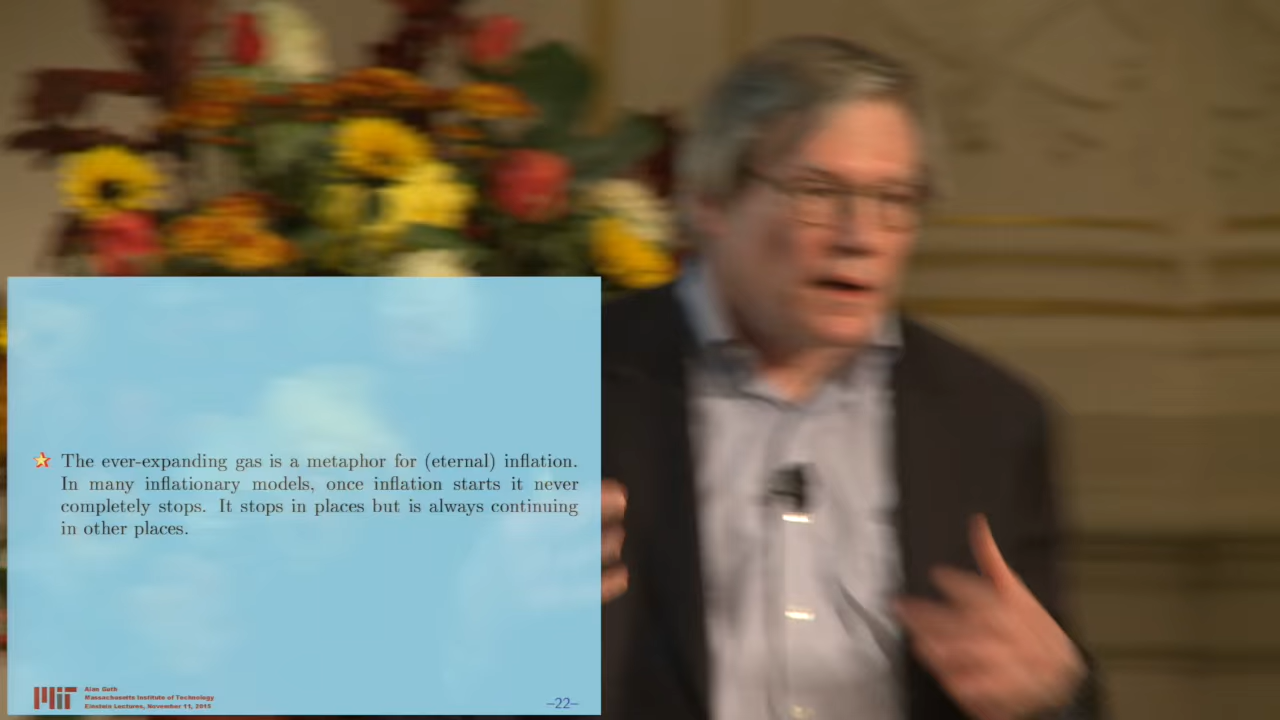 The ever-expanding gas is a metaphor for (eternal) inflation.
In many inflationary models, once inflation starts it never
completely stops. It stops in places but is always continuing
in other places.
MIT
Alan Guth
Massachusetts Institute of Technology
Einstein Lectures, November 11, 2015
–22–